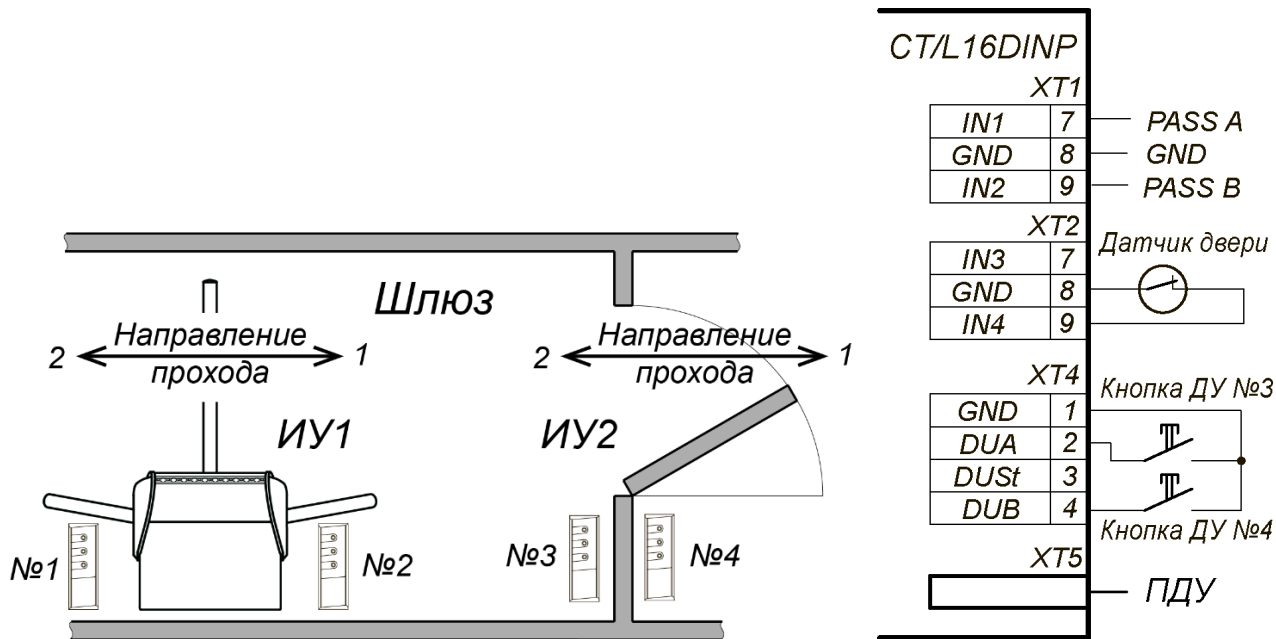 Шлюз
Направление
прохода
2
1
Направление
прохода
2
1
ИУ1
ИУ2
№1
№2
№3
№4
CT/L16DINP
XT1
IN1 7 PASS A
GND 8 GND
IN2 9 PASS B
XT2
Датчик двери
IN3 7
GND 8
IN4 9
XT4
Кнопка ДУ №3
GND 1
DUA 2
DUSt 3
DUB 4
Кнопка ДУ №4
XT5
ПДУ